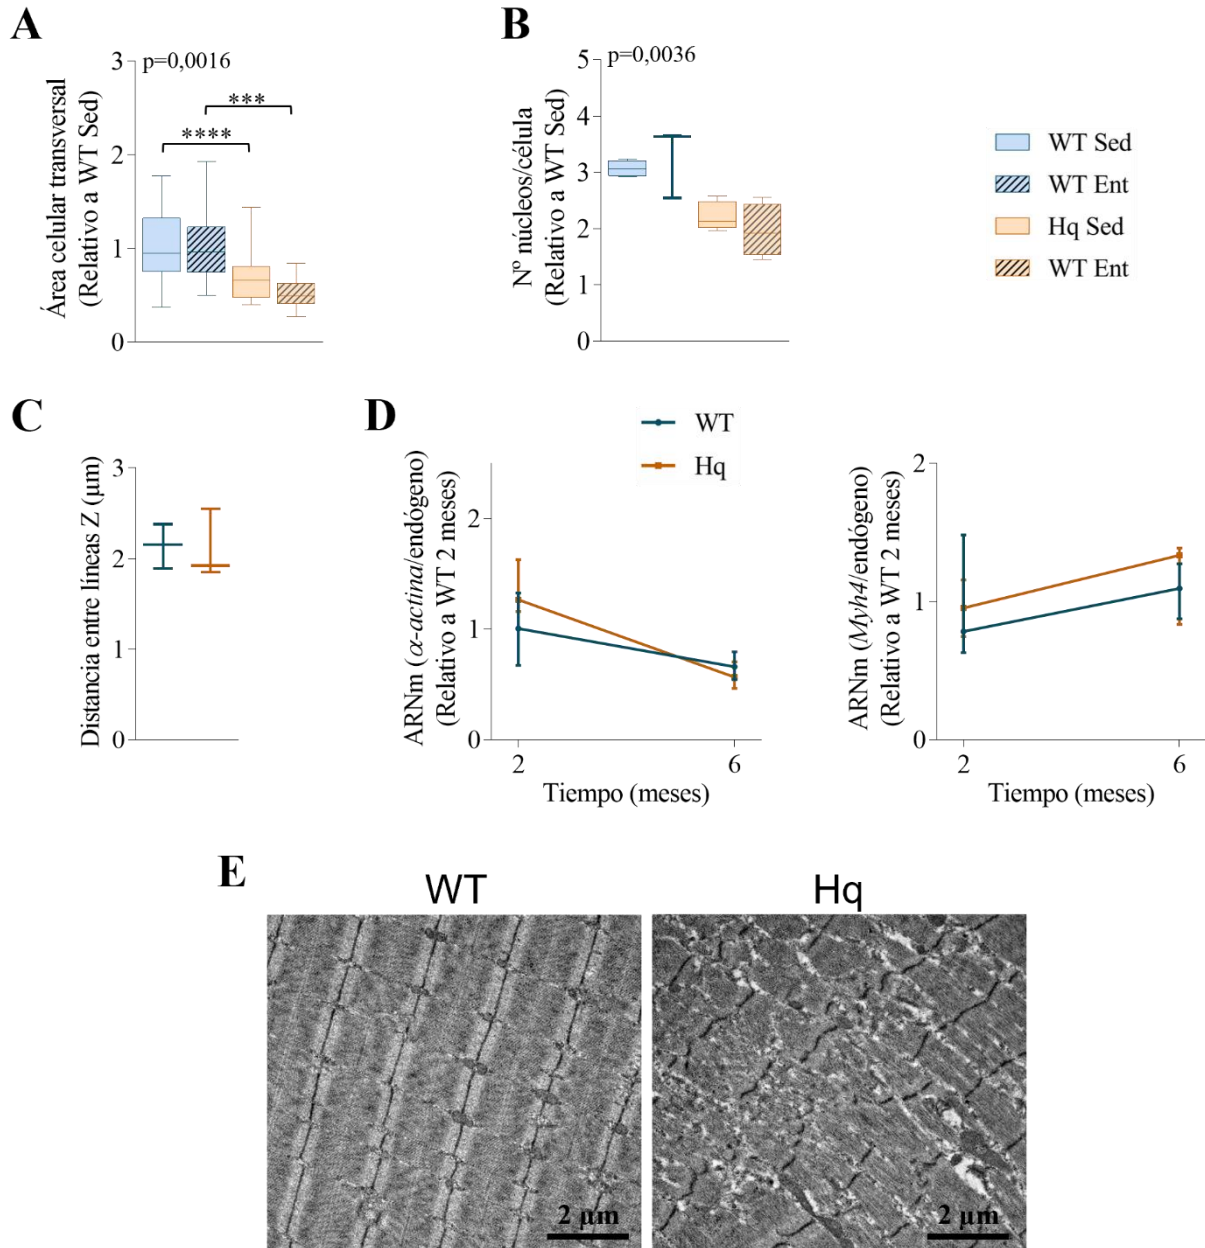 A
Área celular transversal
(Relativo a WT Sed)
p=0,0016
***
****
3
2
1
0
B
Nº núcleos/célula
(Relativo a WT Sed)
p=0,0036
5
4
3
2
1
0
WT Sed
WT Ent
Hq Sed
WT Ent
C
Distancia entre líneas Z (µm)
3
2
1
0
D
WT
Hq
ARNm (α-actina/endógeno)
(Relativo a WT 2 meses)
2
1
0
2 6
Tiempo (meses)
ARNm (Myh4/endógeno)
(Relativo a WT 2 meses)
2
1
0
2 6
Tiempo (meses)
E
WT
Hq
2 µm
2 µm